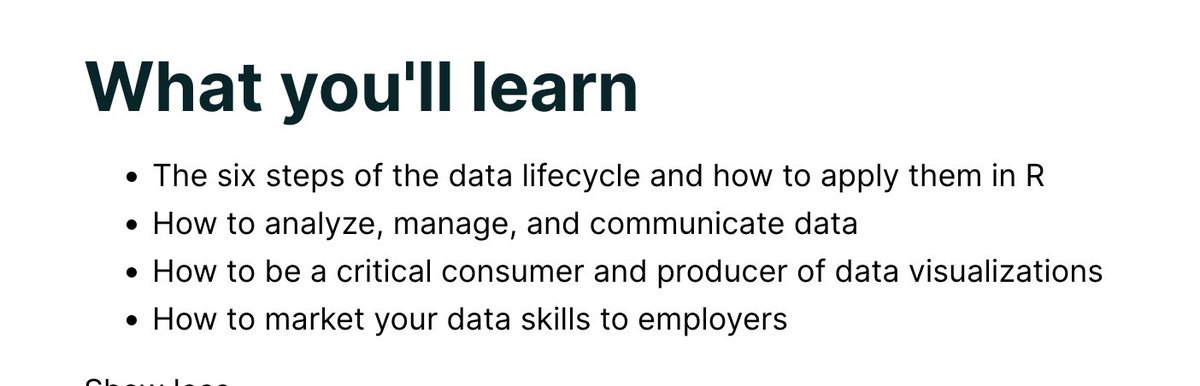 What you'll learn
• The six steps of the data lifecycle and how to apply them in R
• How to analyze, manage, and communicate data
• How to be a critical consumer and producer of data visualizations
• How to market your data skills to employers
Show less